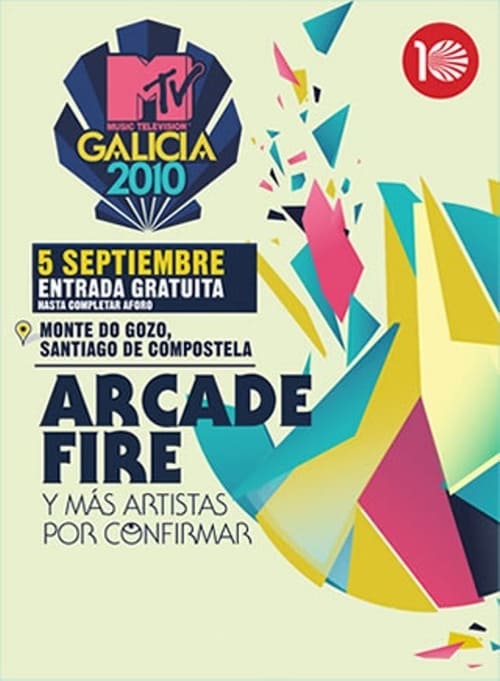 MTV
MUSIC TELEVISION
GALICIA
2010
10
5 SEPTIEMBRE
ENTRADA GRATUITA
HASTA COMPLETAR AFORO
MONTE DO GOZO,
SANTIAGO DE COMPOSTELA
ARCADE
FIRE
Y MÁS ARTISTAS
POR CONFIRMAR